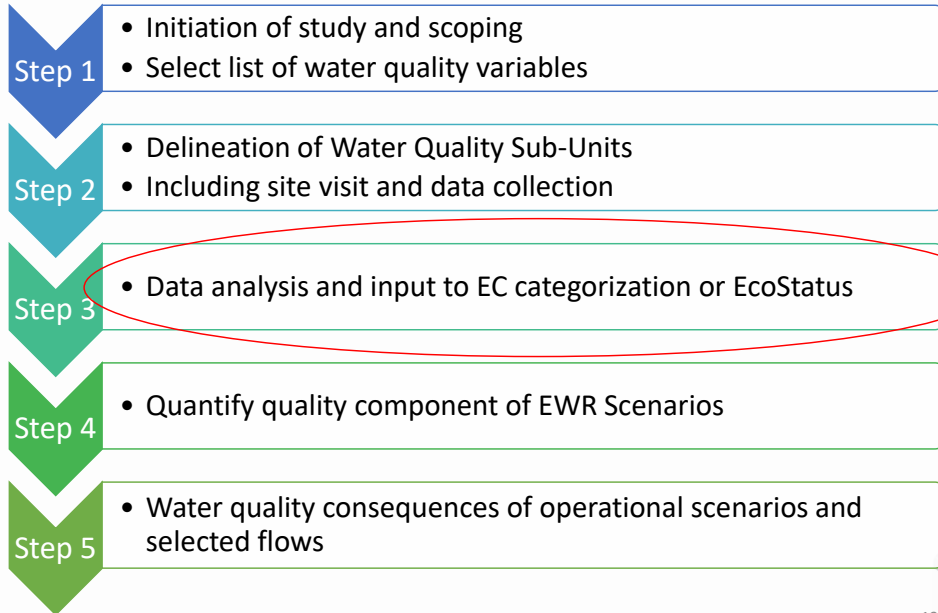 Step 1
• Initiation of study and scoping
• Select list of water quality variables
Step 2
• Delineation of Water Quality Sub-Units
• Including site visit and data collection
Step 3
• Data analysis and input to EC categorization or EcoStatus
Step 4
• Quantify quality component of EWR Scenarios
Step 5
• Water quality consequences of operational scenarios and
selected flows